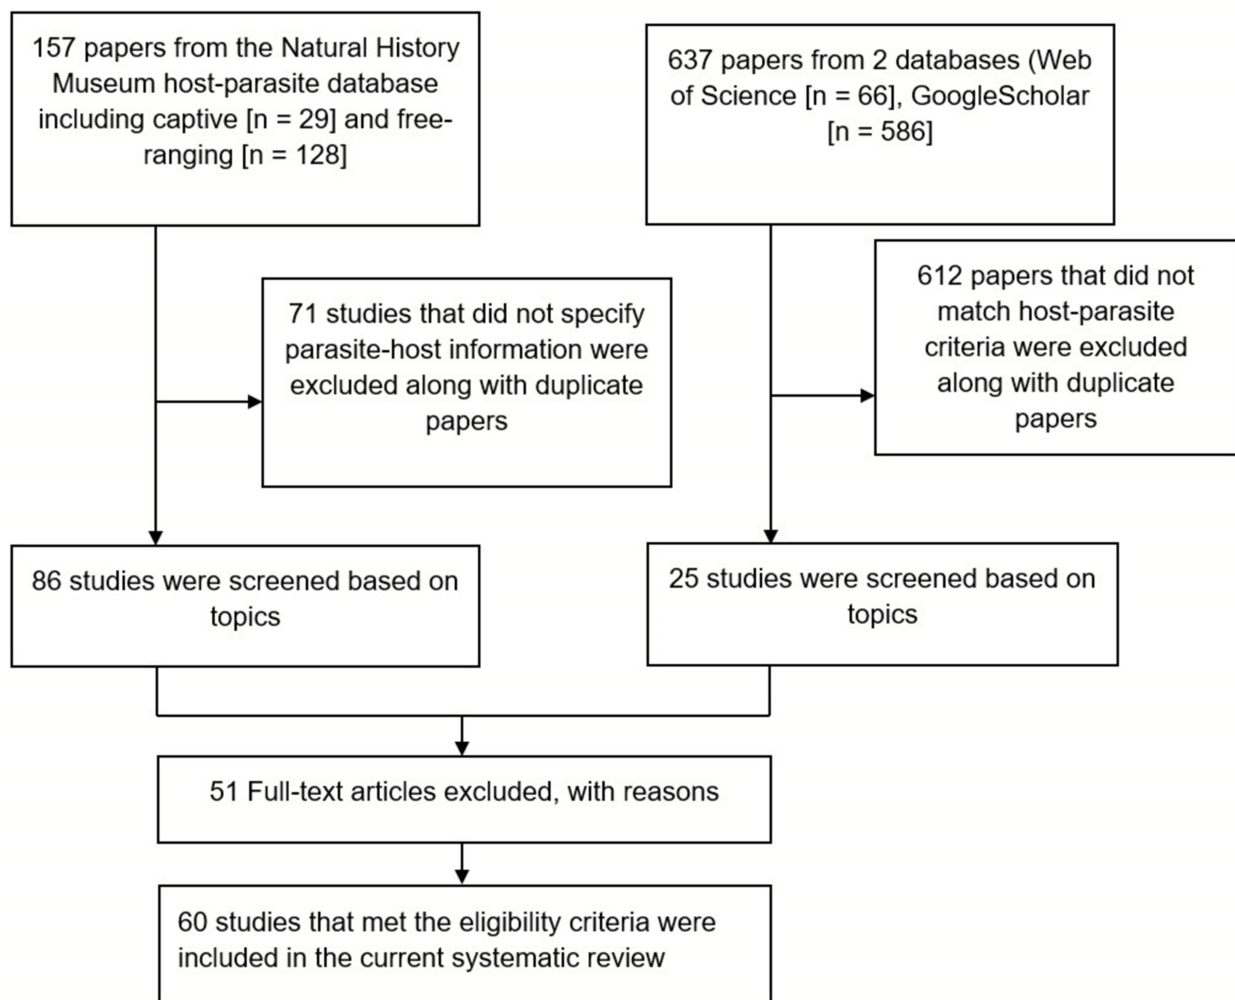 157 papers from the Natural History
Museum host-parasite database
including captive [n = 29] and free-
ranging [n = 128]
637 papers from 2 databases (Web
of Science [n = 66], GoogleScholar
[n = 586]
71 studies that did not specify
parasite-host information were
excluded along with duplicate
papers
612 papers that did not
match host-parasite
criteria were excluded
along with duplicate
papers
86 studies were screened based on
topics
25 studies were screened based on
topics
51 Full-text articles excluded, with reasons
60 studies that met the eligibility criteria were
included in the current systematic review